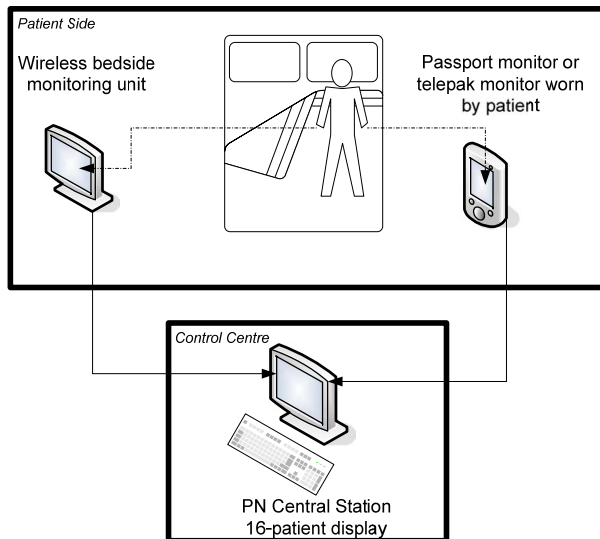 Patient Side
Wireless bedside
monitoring unit
Passport monitor or
telepak monitor worn
by patient
Control Centre
PN Central Station
16-patient display